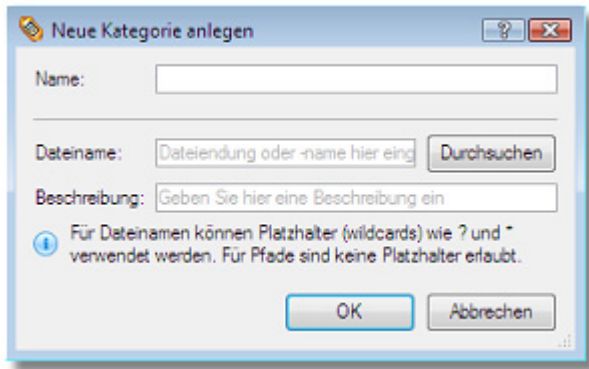 Neue Kategorie anlegen
Name:
Dateiname: Dateiendung oder -name hier eing Durchsuchen
Beschreibung: Geben Sie hier eine Beschreibung ein
Für Dateinamen können Platzhalter (wildcards) wie ? und *
verwendet werden. Für Pfade sind keine Platzhalter erlaubt.
OK Abbrechen